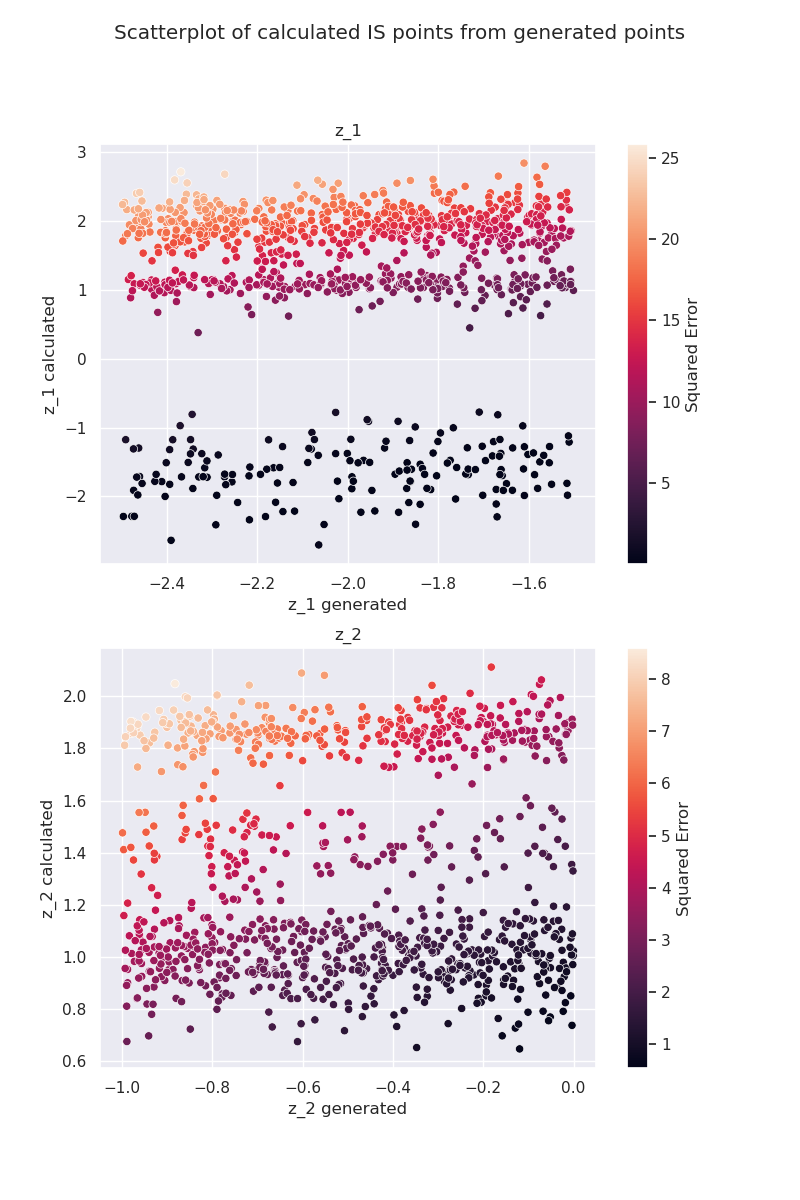 Scatterplot of calculated IS points from generated points
z_1
3
2
1
0
−1
−2
z_1 calculated
−2.4 −2.2 −2.0 −1.8 −1.6
z_1 generated
25
20
15
10
5
Squared Error
z_2
2.0
1.8
1.6
1.4
1.2
1.0
0.8
0.6
z_2 calculated
−1.0 −0.8 −0.6 −0.4 −0.2 0.0
z_2 generated
8
7
6
5
4
3
2
1
Squared Error